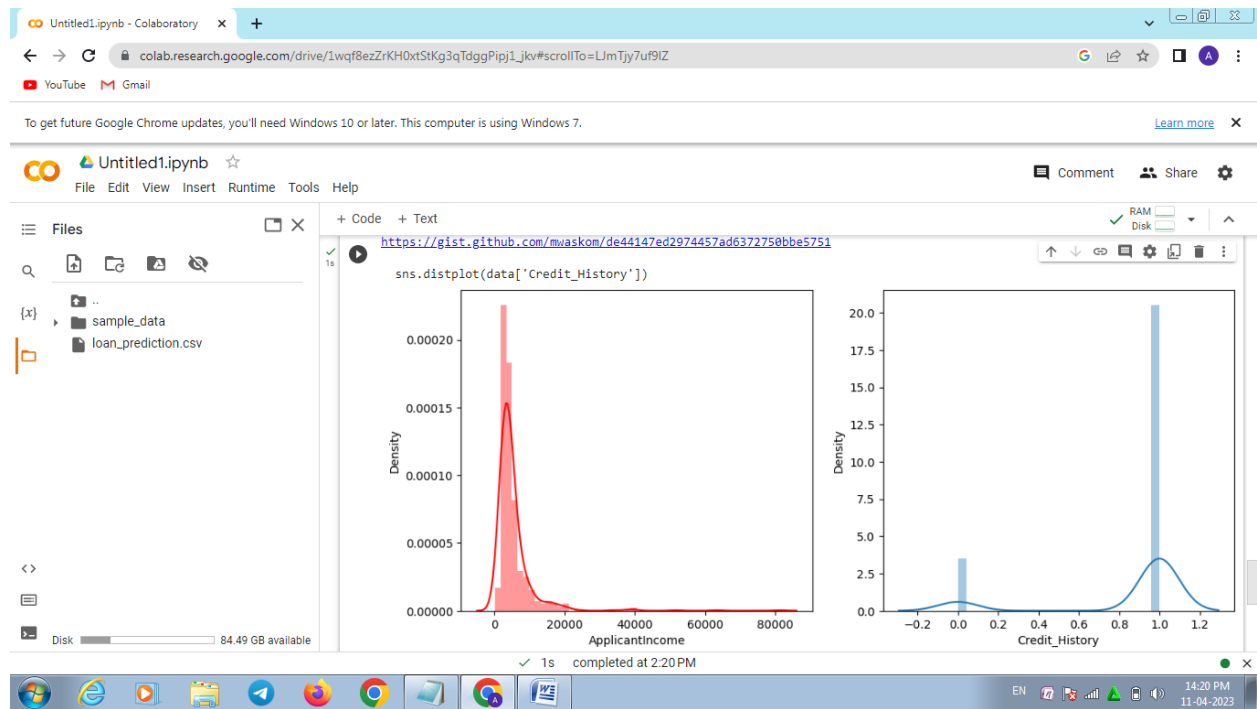 Untitled1.ipynb - Colaboratory
colab.research.google.com/drive/1wqf8ezZrKH0xtStKg3qTdggPipj1_jkv#scrollTo=LJmTjy7uf9lZ
A
YouTube Gmail
To get future Google Chrome updates, you'll need Windows 10 or later. This computer is using Windows 7. Learn more
Untitled1.ipynb
File Edit View Insert Runtime Tools Help
Comment Share
Files
+ Code + Text
RAM
Disk
..
sample_data
loan_prediction.csv
{x}
Disk 84.49 GB available
1s
https://gist.github.com/mwaskom/de44147ed2974457ad6372750bbe5751
sns.distplot(data['Credit_History'])
Density
0.00020
0.00015
0.00010
0.00005
0.00000
0 20000 40000 60000 80000
ApplicantIncome
Density
20.0
17.5
15.0
12.5
10.0
7.5
5.0
2.5
0.0
−0.2 0.0 0.2 0.4 0.6 0.8 1.0 1.2
Credit_History
1s completed at 2:20 PM
EN
14:20 PM
11-04-2023